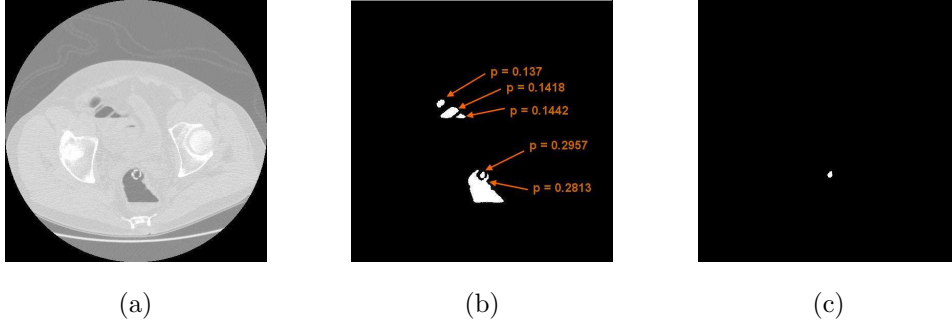 p = 0.137
p = 0.1418
p = 0.1442
p = 0.2957
p = 0.2813
(a)
(b)
(c)